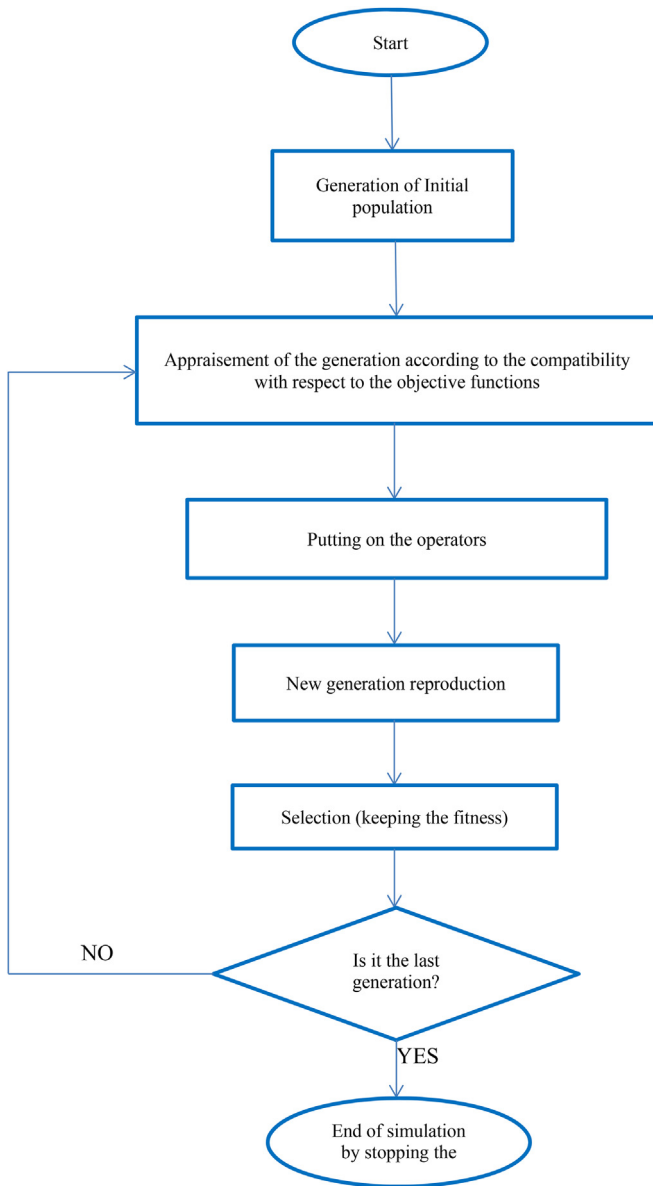 Start
Generation of Initial
population
Appraisement of the generation according to the compatibility
with respect to the objective functions
Putting on the operators
New generation reproduction
Selection (keeping the fitness)
NO
Is it the last
generation?
YES
End of simulation
by stopping the